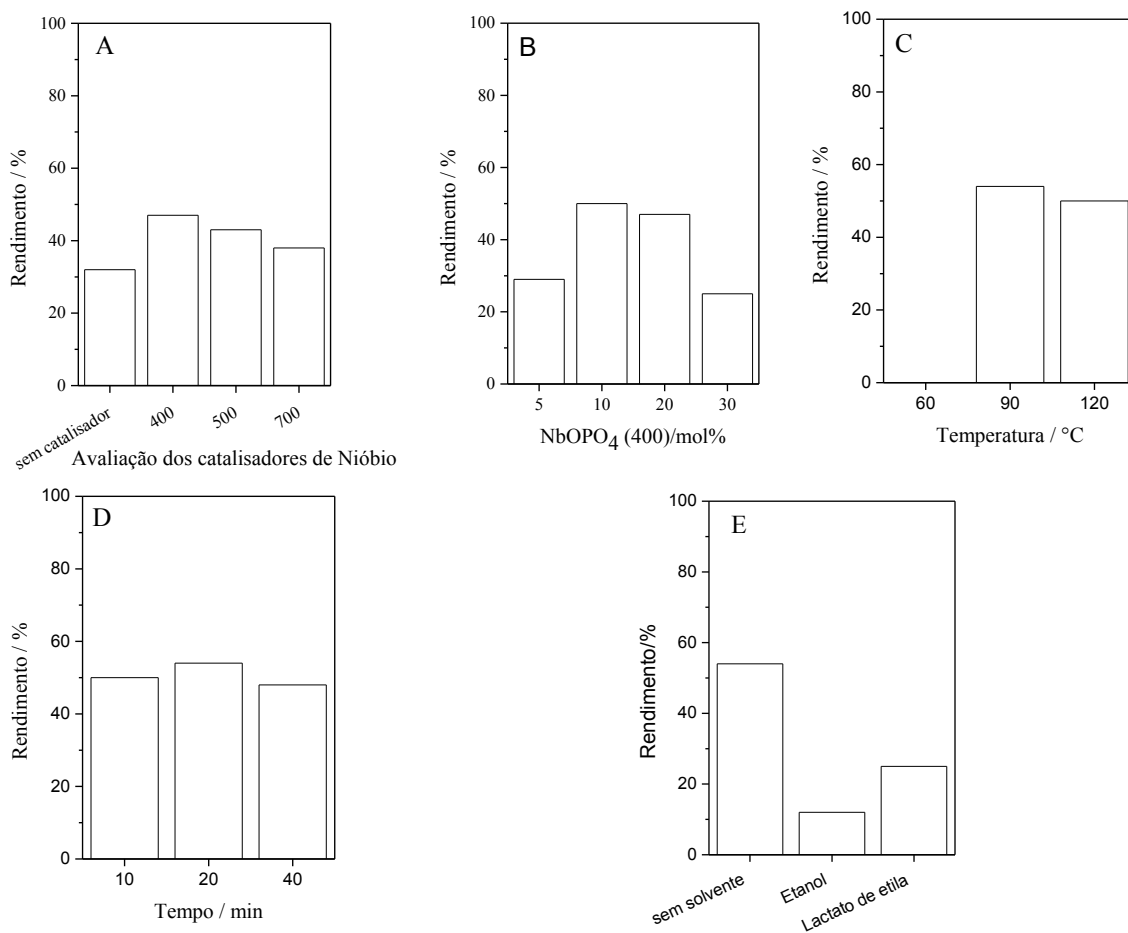 A
Rendimento / %
100
80
60
40
20
0
sem catalisador
400
500
700
Avaliação dos catalisadores de Nióbio
B
Rendimento / %
100
80
60
40
20
0
5
10
20
30
NbOPO4 (400)/mol%
C
Rendimento / %
100
80
60
40
20
0
60
90
120
Temperatura / °C
D
Rendimento / %
100
80
60
40
20
0
10
20
40
Tempo / min
E
Rendimento/%
100
80
60
40
20
0
sem solvente
Etanol
Lactato de etila